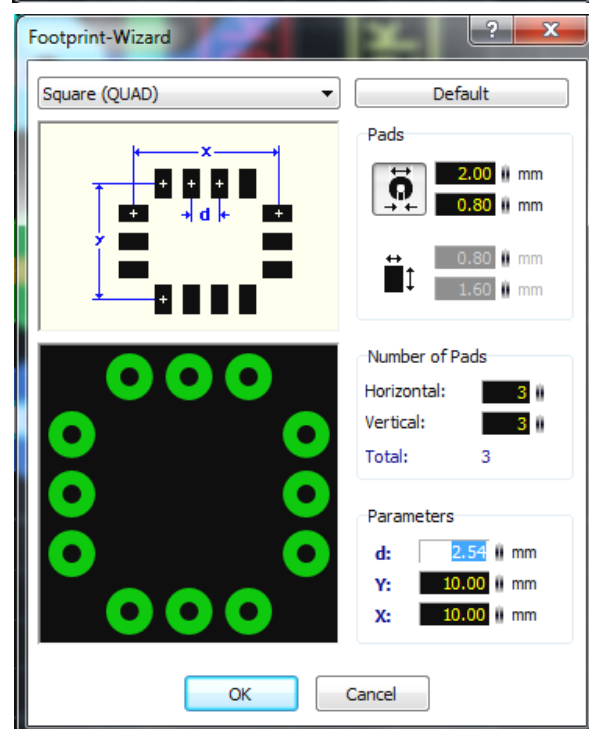 Footprint-Wizard
?
X
Square (QUAD)
Default
x
d
y
Pads
2.00 mm
0.80 mm
0.80 mm
1.60 mm
Number of Pads
Horizontal: 3
Vertical: 3
Total: 3
Parameters
d: 2.54 mm
Y: 10.00 mm
X: 10.00 mm
OK
Cancel